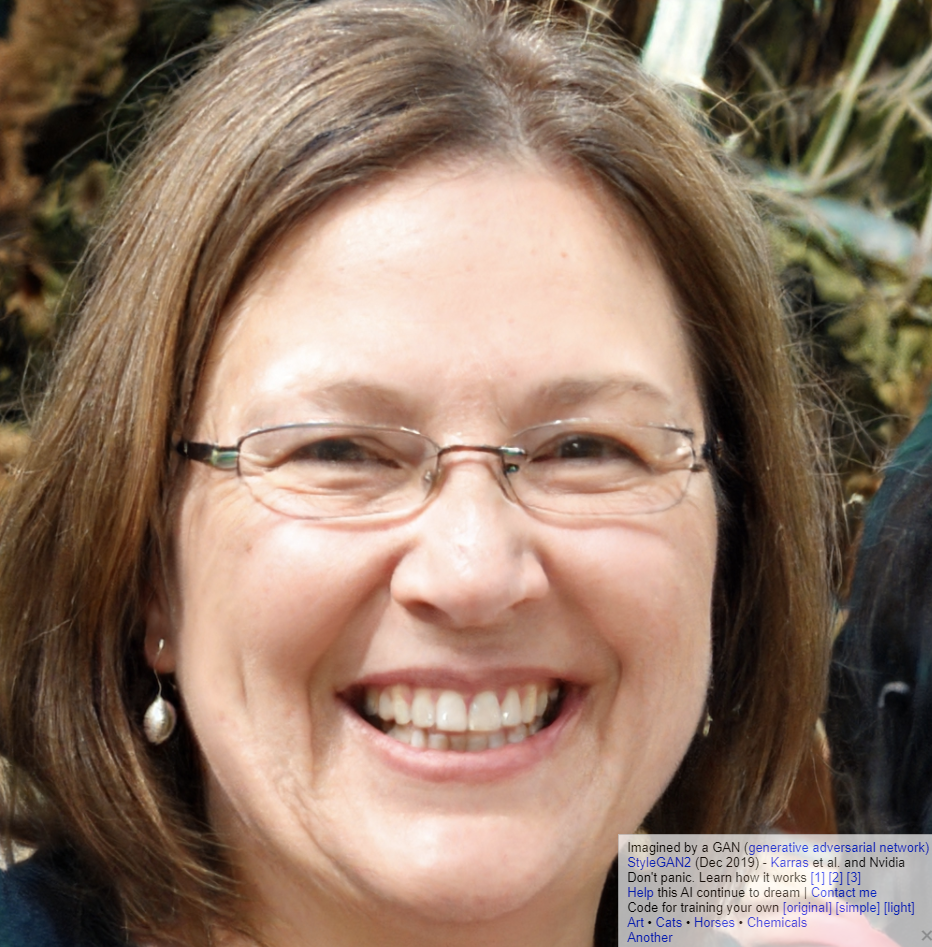 Imagined by a GAN (generative adversarial network)
StyleGAN2 (Dec 2019) - Karras et al. and Nvidia
Don't panic. Learn how it works [1] [2] [3]
Help this AI continue to dream | Contact me
Code for training your own [original] [simple] [light]
Art • Cats • Horses • Chemicals
Another